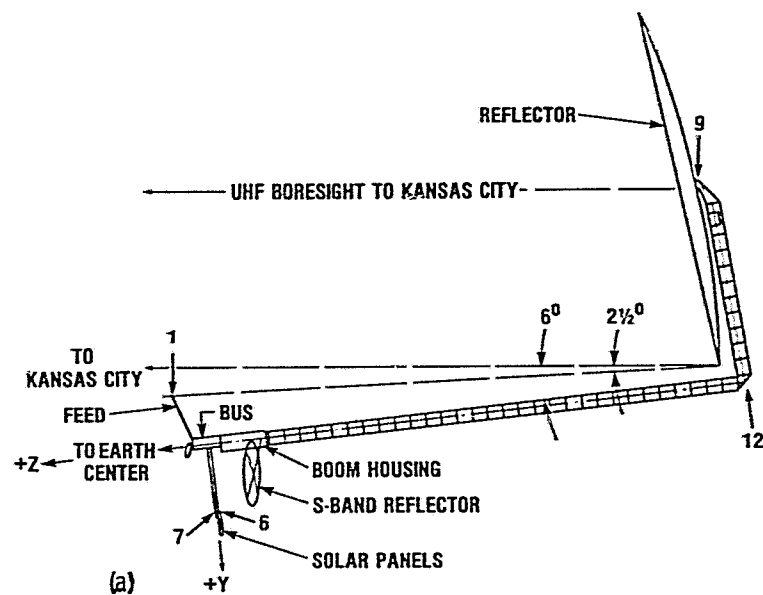 REFLECTOR
9
UHF BORESIGHT TO KANSAS CITY
6⁰
2½⁰
1
TO
KANSAS CITY
FEED
BUS
TO EARTH
CENTER
+Z
12
BOOM HOUSING
S-BAND REFLECTOR
7
6
SOLAR PANELS
+Y
(a)